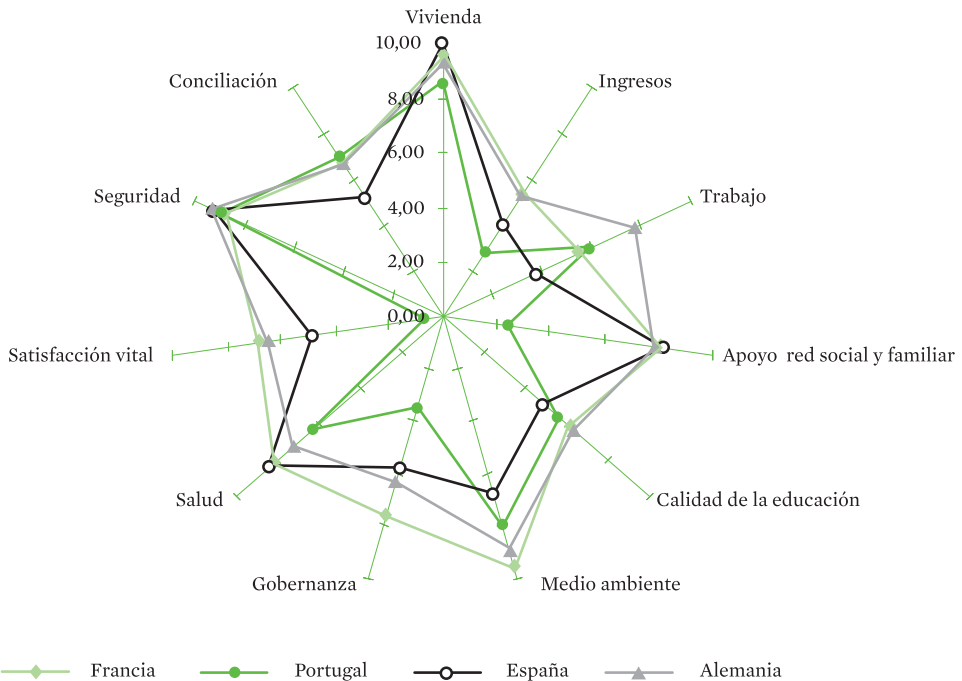 Vivienda
10,00
Conciliación
Ingresos
8,00
6,00
Seguridad
Trabajo
4,00
2,00
0,00
Satisfacción vital
Apoyo red social y familiar
Salud
Calidad de la educación
Gobernanza
Medio ambiente
Francia
Portugal
España
Alemania